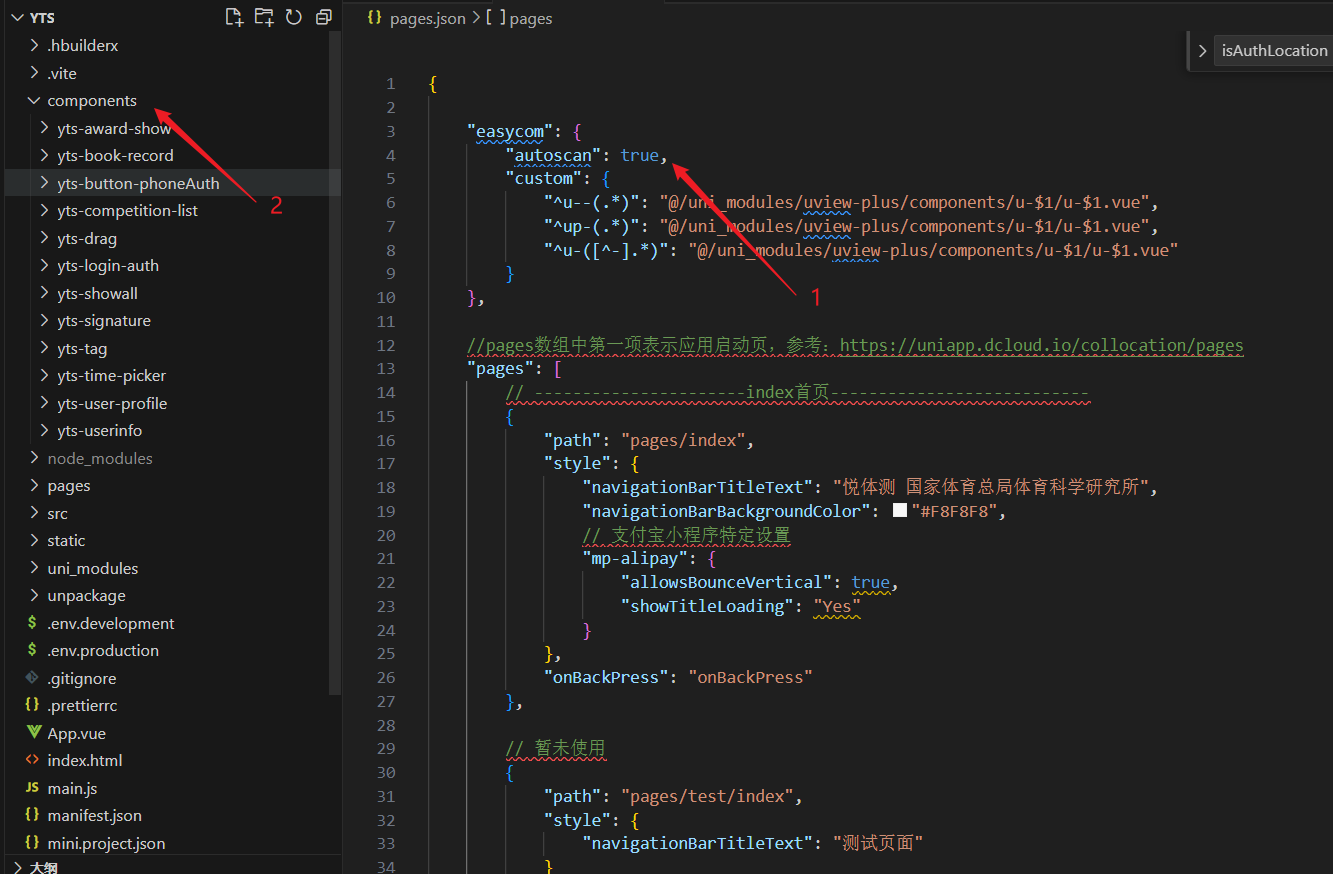 YTS
.hbuilderx
.vite
components
yts-award-show
yts-book-record
yts-button-phoneAuth
yts-competition-list
yts-drag
yts-login-auth
yts-showall
yts-signature
yts-tag
yts-time-picker
yts-user-profile
yts-userinfo
node_modules
pages
src
static
uni_modules
unpackage
$ .env.development
$ .env.production
.gitignore
{} .prettierrc
App.vue
<> index.html
JS main.js
{} manifest.json
{} mini.project.json
大纲
2
{} pages.json > [ ] pages
isAuthLocation
1 {
2
3 "easycom": {
4 "autoscan": true,
5 "custom": {
6 "^u--(.*)": "@/uni_modules/uview-plus/components/u-$1/u-$1.vue",
7 "^up-(.*)": "@/uni_modules/uview-plus/components/u-$1/u-$1.vue",
8 "^u-([^-].*)": "@/uni_modules/uview-plus/components/u-$1/u-$1.vue"
9 }
10 },
1
11
12 //pages数组中第一项表示应用启动页，参考：https://uniapp.dcloud.io/collocation/pages
13 "pages": [
14 // ----------------------index首页---------------------------
15 {
16 "path": "pages/index",
17 "style": {
18 "navigationBarTitleText": "悦体测 国家体育总局体育科学研究所",
19 "navigationBarBackgroundColor": "#F8F8F8",
20 // 支付宝小程序特定设置
21 "mp-alipay": {
22 "allowsBounceVertical": true,
23 "showTitleLoading": "Yes"
24 }
25 },
26 "onBackPress": "onBackPress"
27 },
28
29 // 暂未使用
30 {
31 "path": "pages/test/index",
32 "style": {
33 "navigationBarTitleText": "测试页面"
34 }